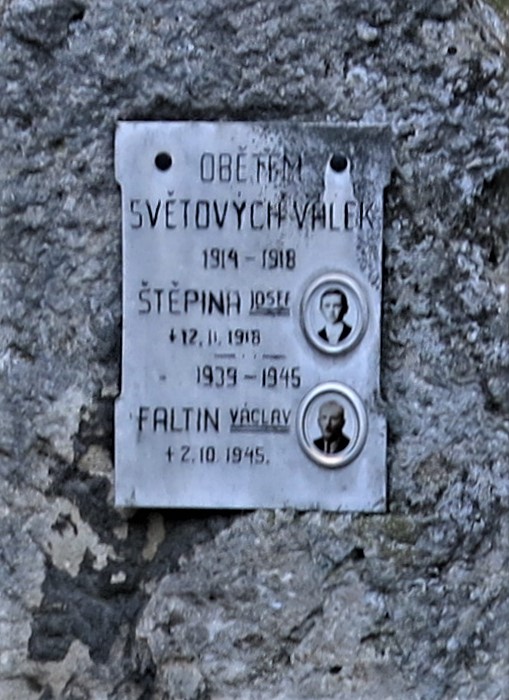 OBĚTEM
SVĚTOVÝCH VÁLEK
1914 - 1918
ŠTĚPINA JOSEF
+ 12. 11. 1918
1939 - 1945
FALTIN VÁCLAV
+ 2. 10. 1945.